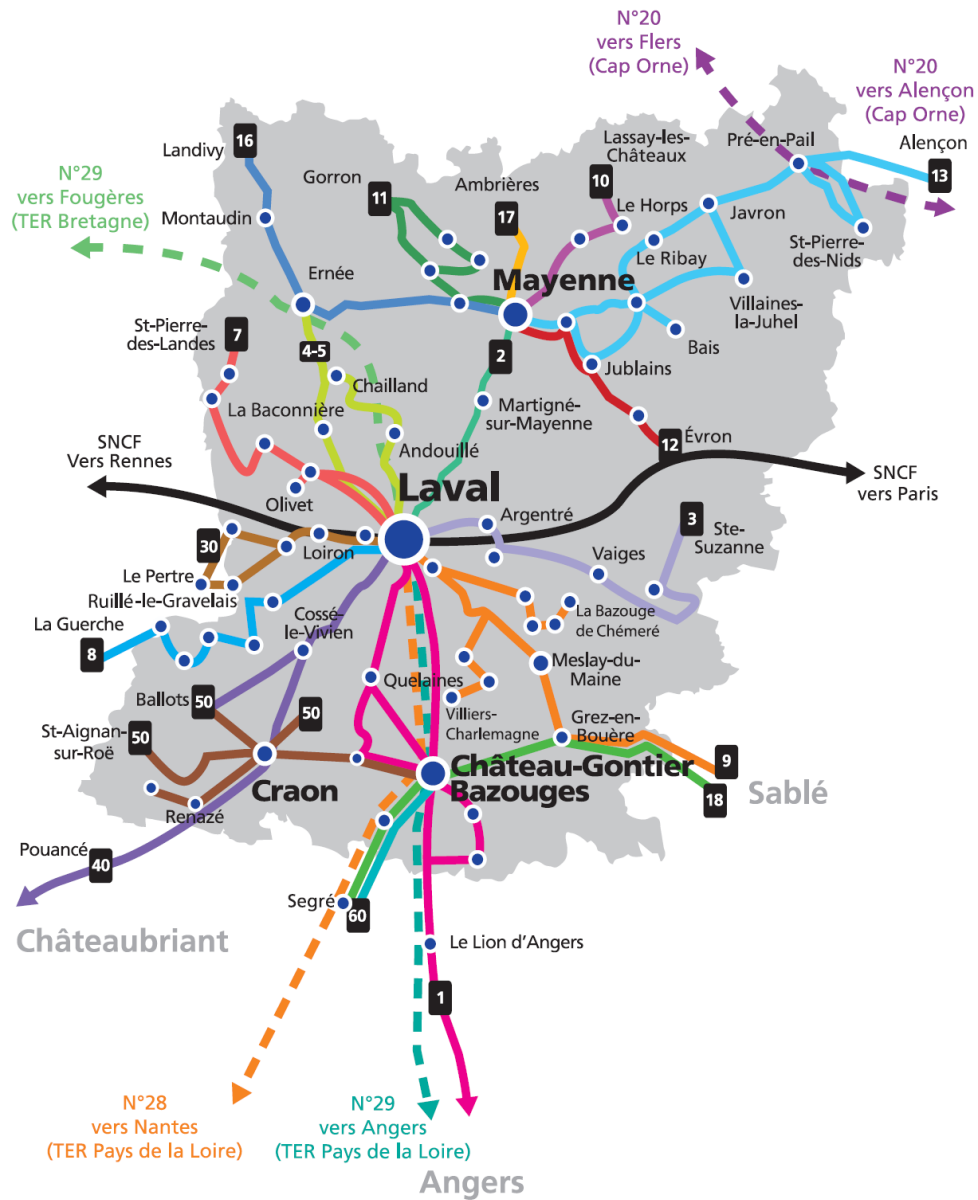 N°20
vers Flers
(Cap Orne)
N°20
vers Alençon
(Cap Orne)
Alençon
13
Pré-en-Pail
16
Landivy
Lassay-les-
Châteaux
10
Gorron
11
Ambrières
17
N°29
vers Fougères
(TER Bretagne)
Montaudin
Le Horps
Javron
St-Pierre-
des-Nids
Le Ribay
Ernée
Mayenne
Villaines-
la-Juhel
St-Pierre-
des-Landes
7
4-5
2
Bais
Jublains
Chailland
La Baconnière
Martigné-
sur-Mayenne
Andouillé
12
Évron
SNCF
Vers Rennes
SNCF
vers Paris
Olivet
Laval
Argentré
3
Ste-
Suzanne
30
Loiron
Vaiges
Le Pertre
Ruillé-le-Gravelais
La Guerche
8
Cossé-
le-Vivien
La Bazouge
de Chémeré
Meslay-du-
Maine
Quelaines
Ballots
50
50
St-Aignan-
sur-Roë
50
Villiers-
Charlemagne
Grez-en-
Bouère
Craon
Château-Gontier
Bazouges
9
18
Sablé
Renazé
Pouancé
40
Segré
60
Châteaubriant
Le Lion d'Angers
1
N°28
vers Nantes
(TER Pays de la Loire)
N°29
vers Angers
(TER Pays de la Loire)
Angers